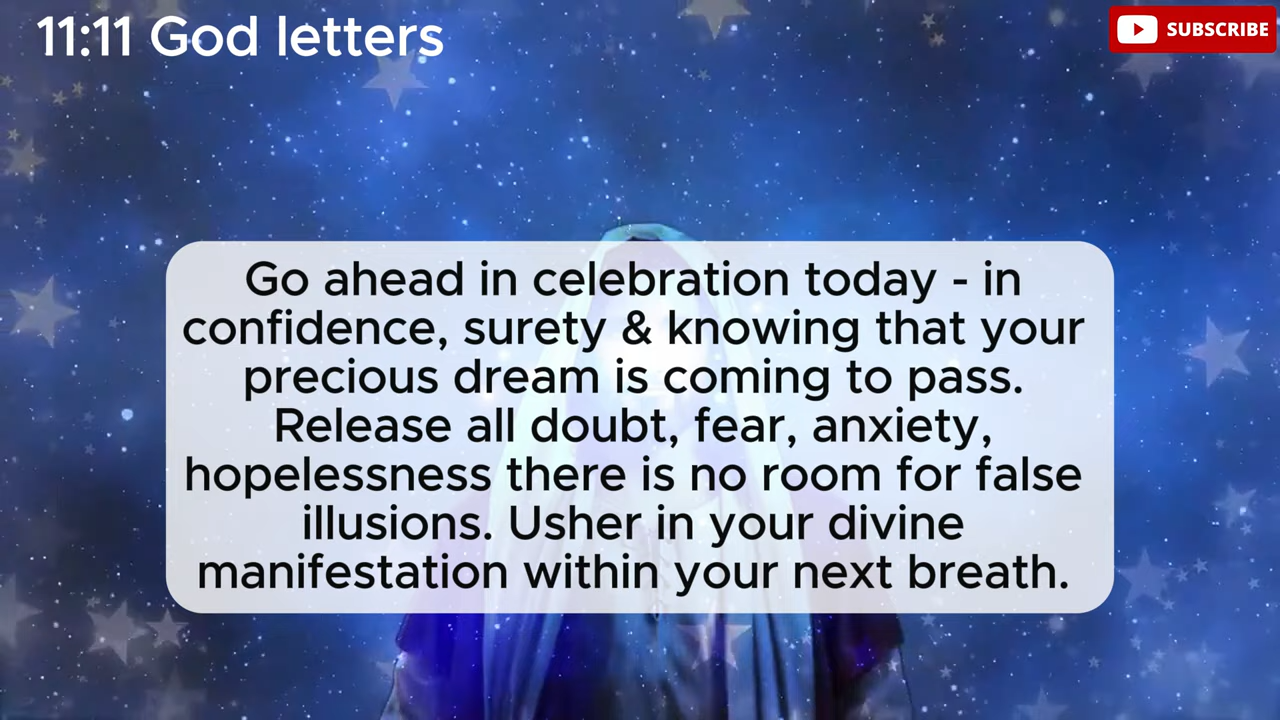 11:11 God letters
SUBSCRIBE
Go ahead in celebration today - in
confidence, surety & knowing that your
precious dream is coming to pass.
Release all doubt, fear, anxiety,
hopelessness there is no room for false
illusions. Usher in your divine
manifestation within your next breath.